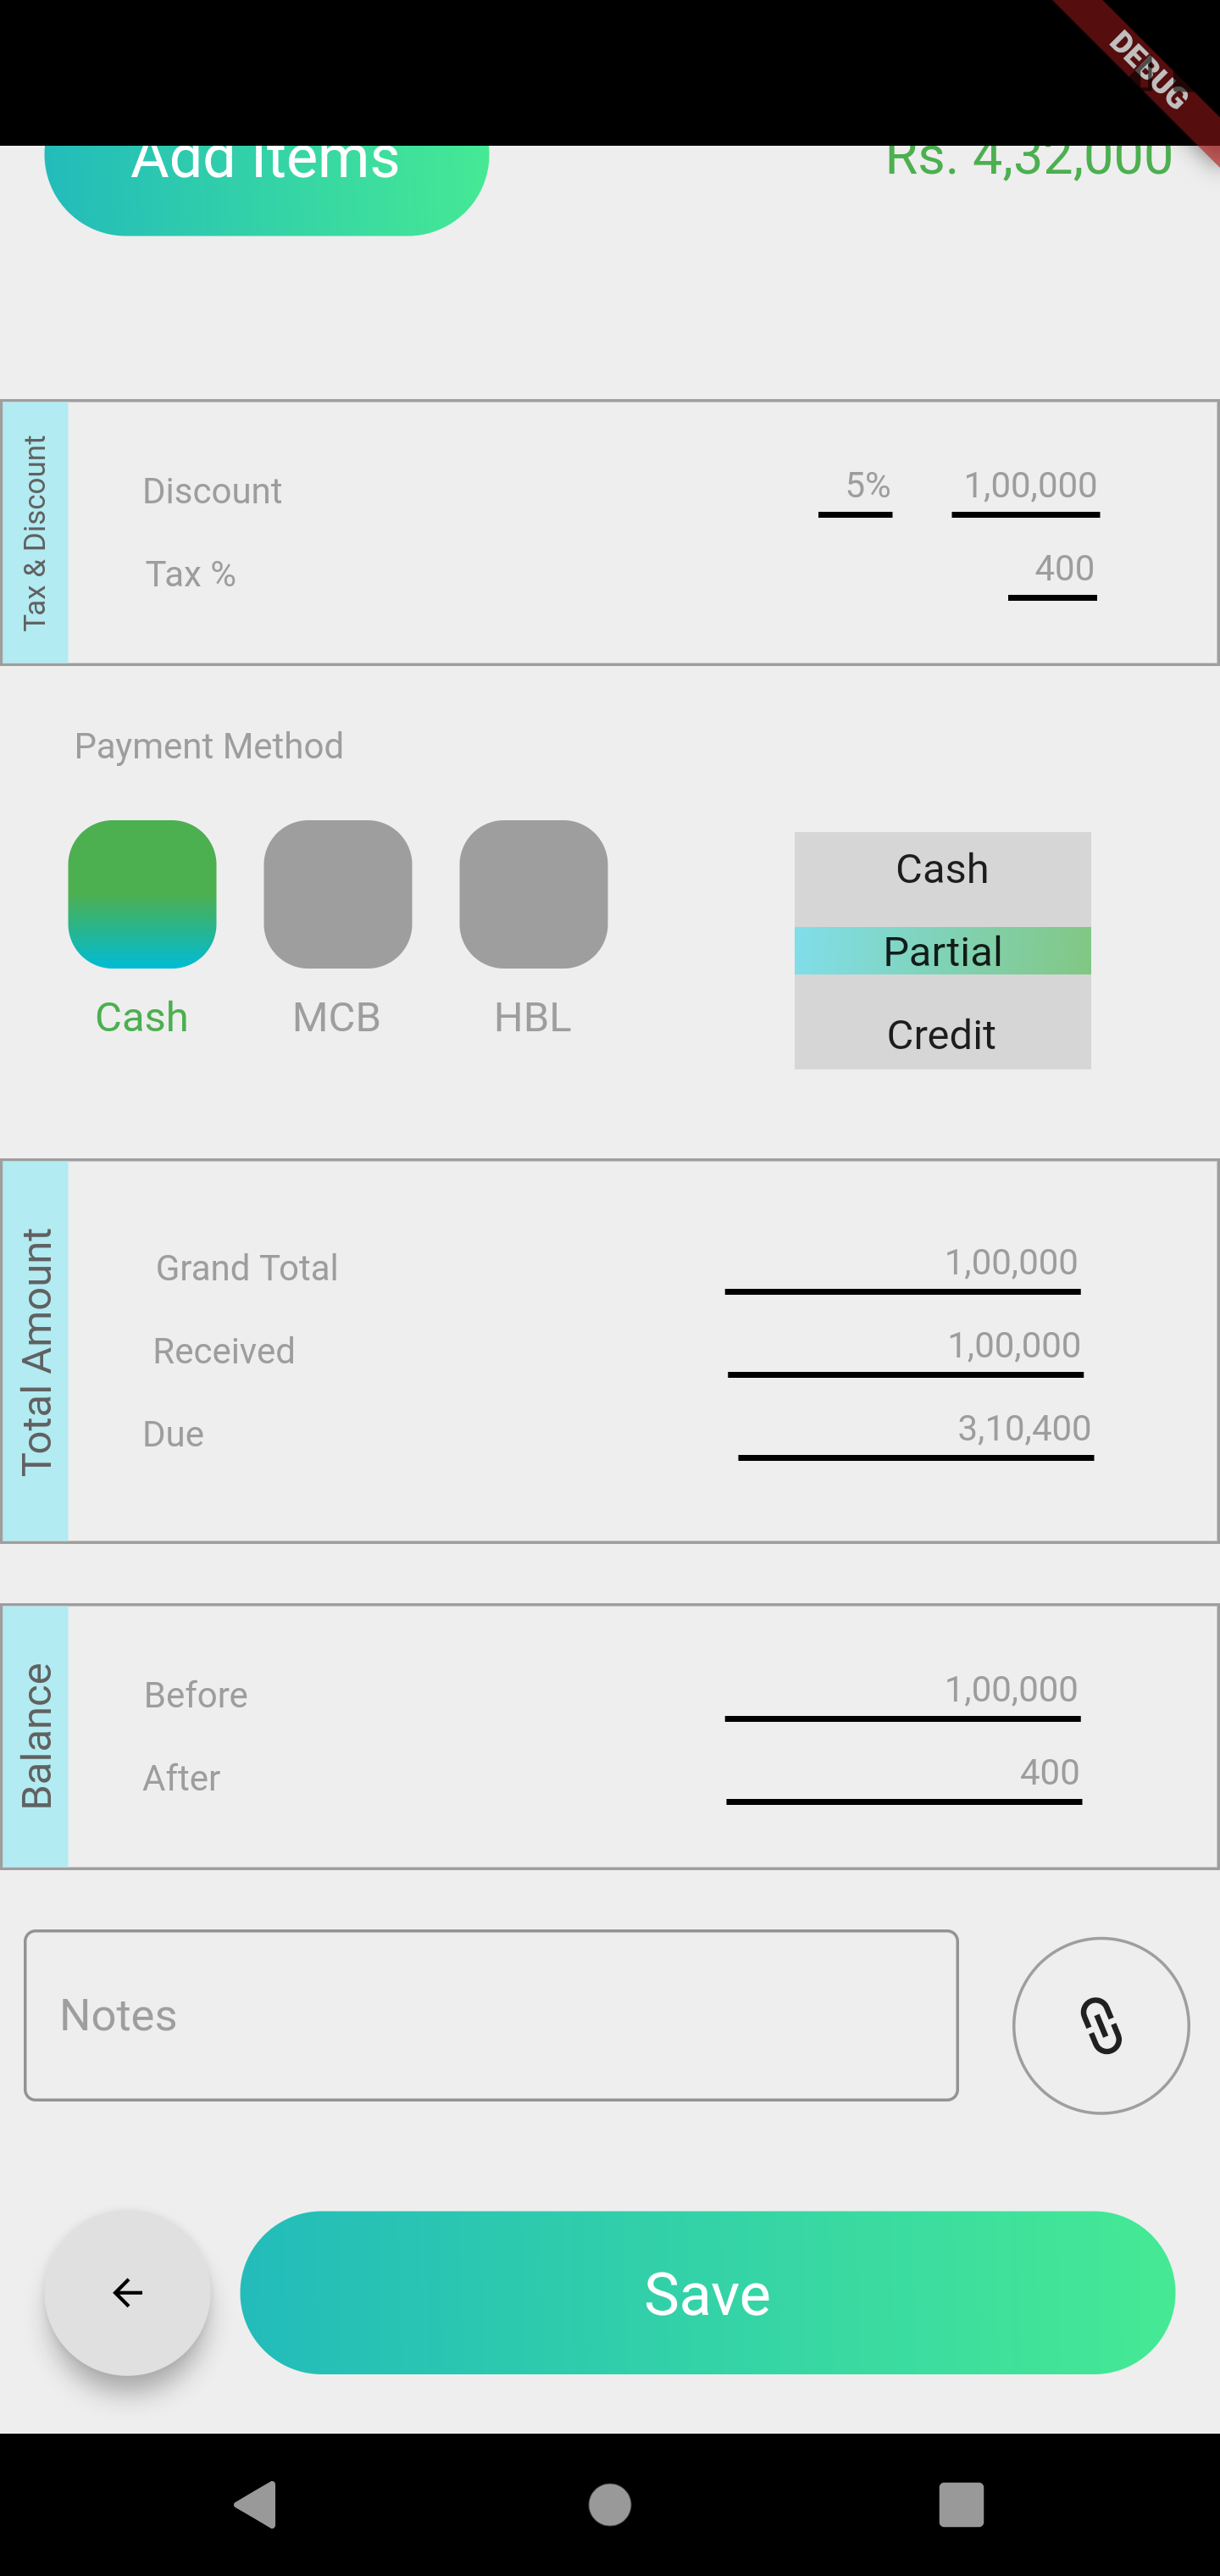 DEBUG
Add Items Rs. 4,32,000
Tax & Discount
Discount 5% 1,00,000
Tax % 400
Payment Method
Cash
Partial
Credit
Cash MCB HBL
Total Amount
Grand Total 1,00,000
Received 1,00,000
Due 3,10,400
Balance
Before 1,00,000
After 400
Notes
Save